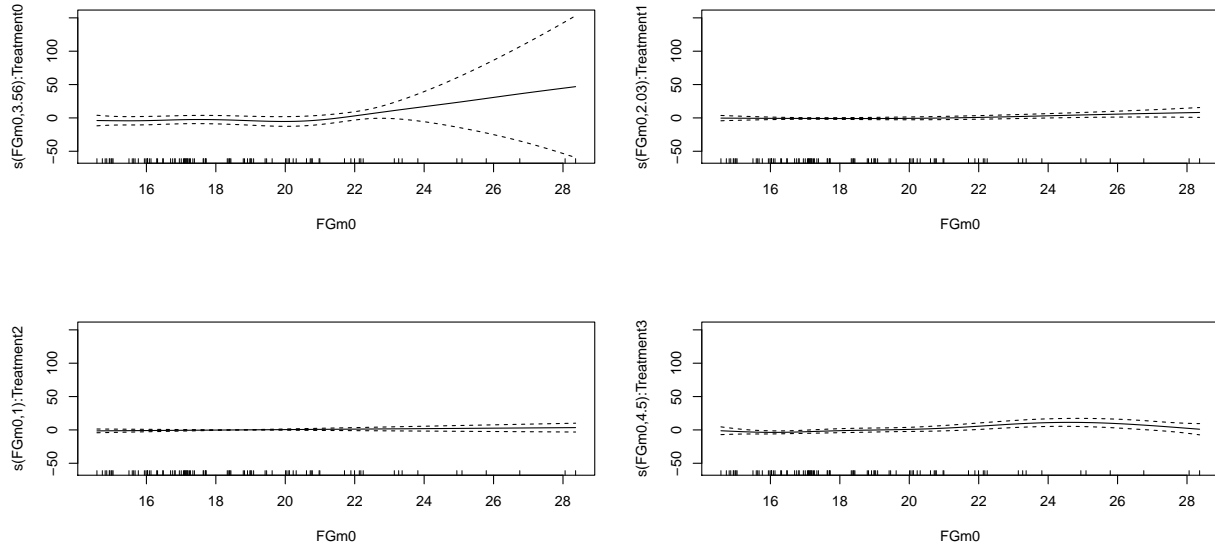 s(FGm0,3.56):Treatment0
−50 0 50 100
16 18 20 22 24 26 28
FGm0
s(FGm0,2.03):Treatment1
−50 0 50 100
16 18 20 22 24 26 28
FGm0
s(FGm0,1):Treatment2
−50 0 50 100
16 18 20 22 24 26 28
FGm0
s(FGm0,4.5):Treatment3
−50 0 50 100
16 18 20 22 24 26 28
FGm0